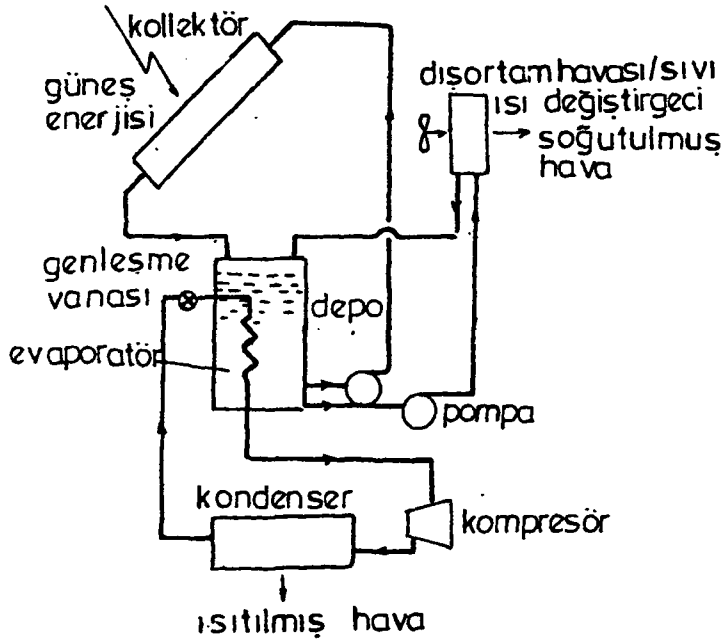 kollektör
güneş
enerjisi
dışortamhavası/sıvı
ısı değiştirgeci
soğutulmuş
hava
genleşme
vanası
depo
evaporatör
pompa
kondenser
kompresör
ısıtılmış hava